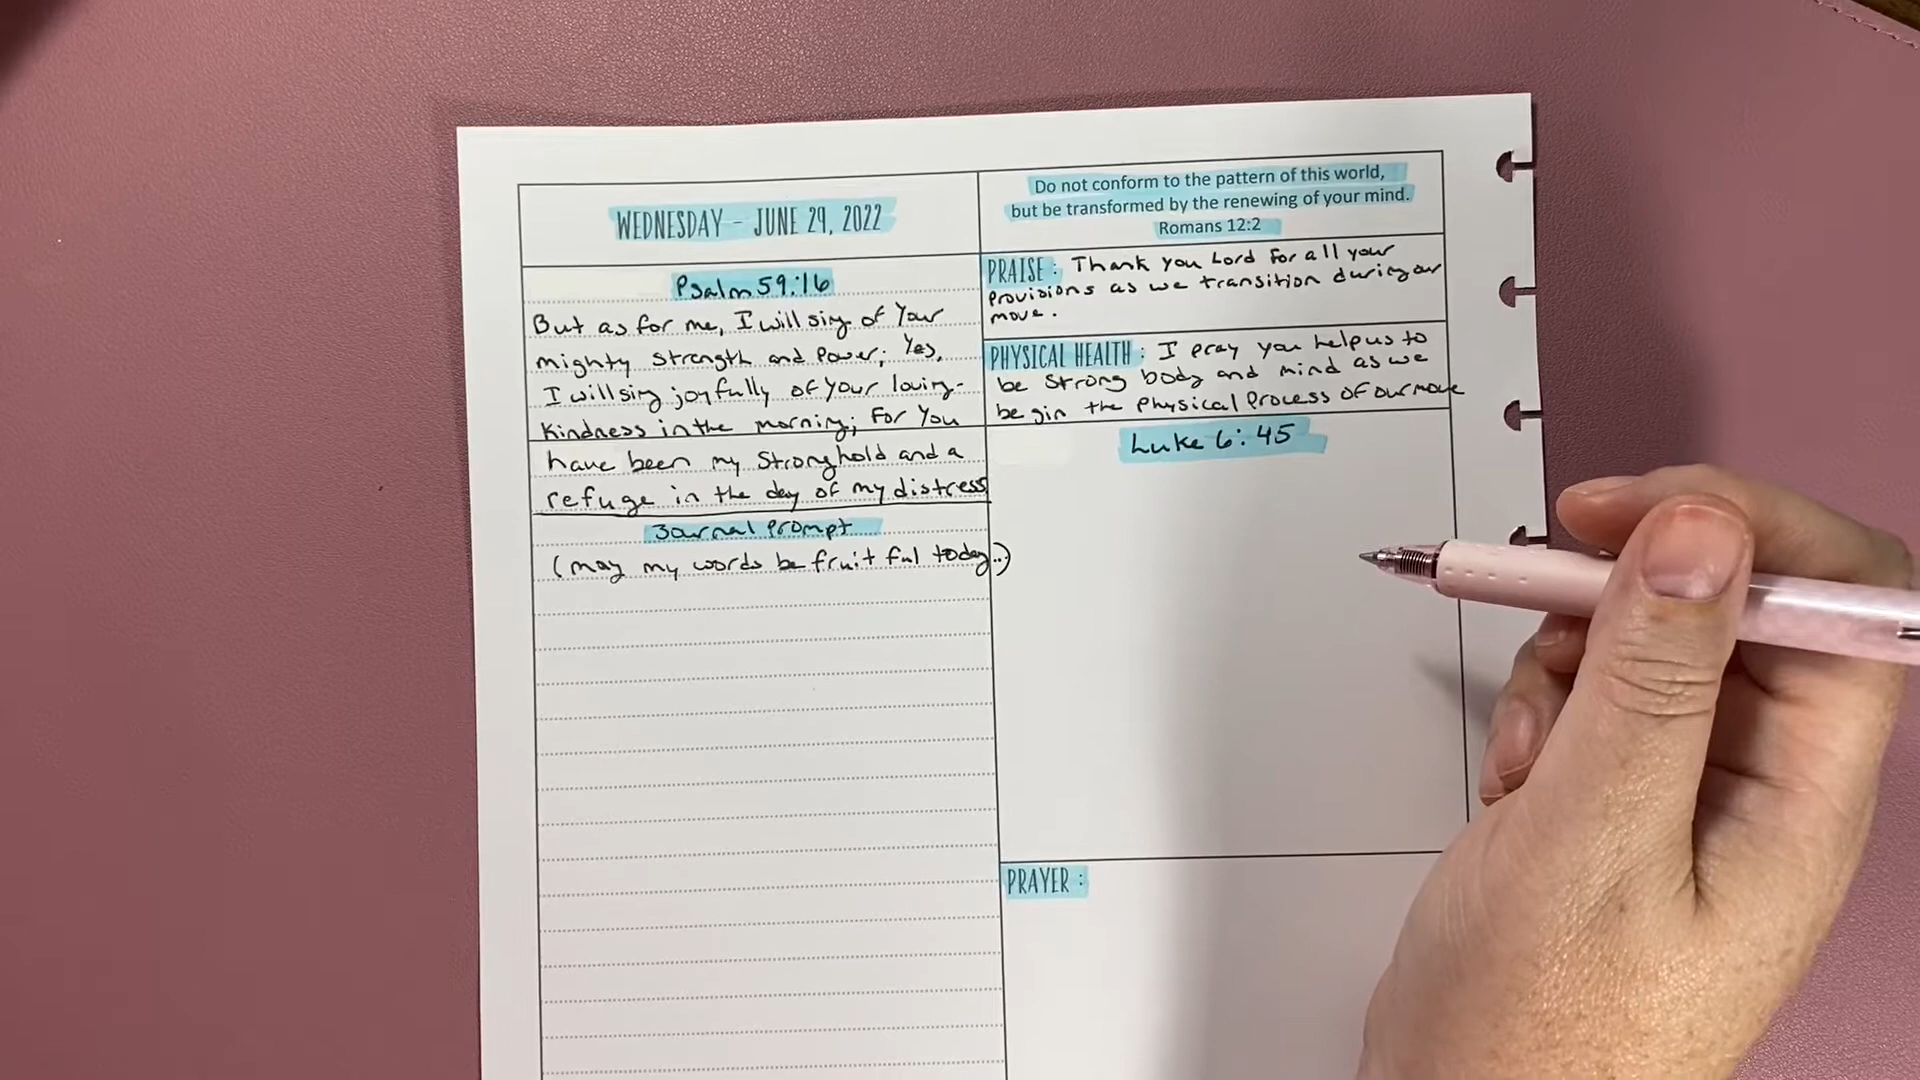 WEDNESDAY - JUNE 29, 2022
Psalm 59:16
But as for me, I will sing of Your
mighty strength and power; Yes,
I will sing joyfully of your loving-
kindness in the morning; For You
have been my stronghold and a
refuge in the day of my distress
Journal Prompt
(may my words be fruit ful today..)
Do not conform to the pattern of this world,
but be transformed by the renewing of your mind.
Romans 12:2
PRAISE: Thank you Lord for all your
provisions as we transition during our
move.
PHYSICAL HEALTH: I pray you help us to
be strong body and mind as we
begin the physical process of our move
Luke 6:45
PRAYER: